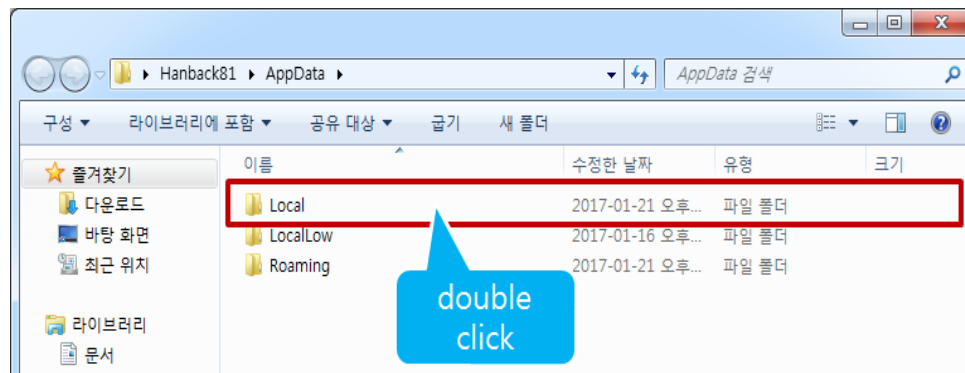 Hanback81 AppData AppData 검색
구성 라이브러리에 포함 공유 대상 굽기 새 폴더
즐겨찾기
다운로드
바탕 화면
최근 위치
라이브러리
문서
이름 수정한 날짜 유형 크기
Local 2017-01-21 오후... 파일 폴더
LocalLow 2017-01-16 오후... 파일 폴더
Roaming 2017-01-21 오후... 파일 폴더
double
click